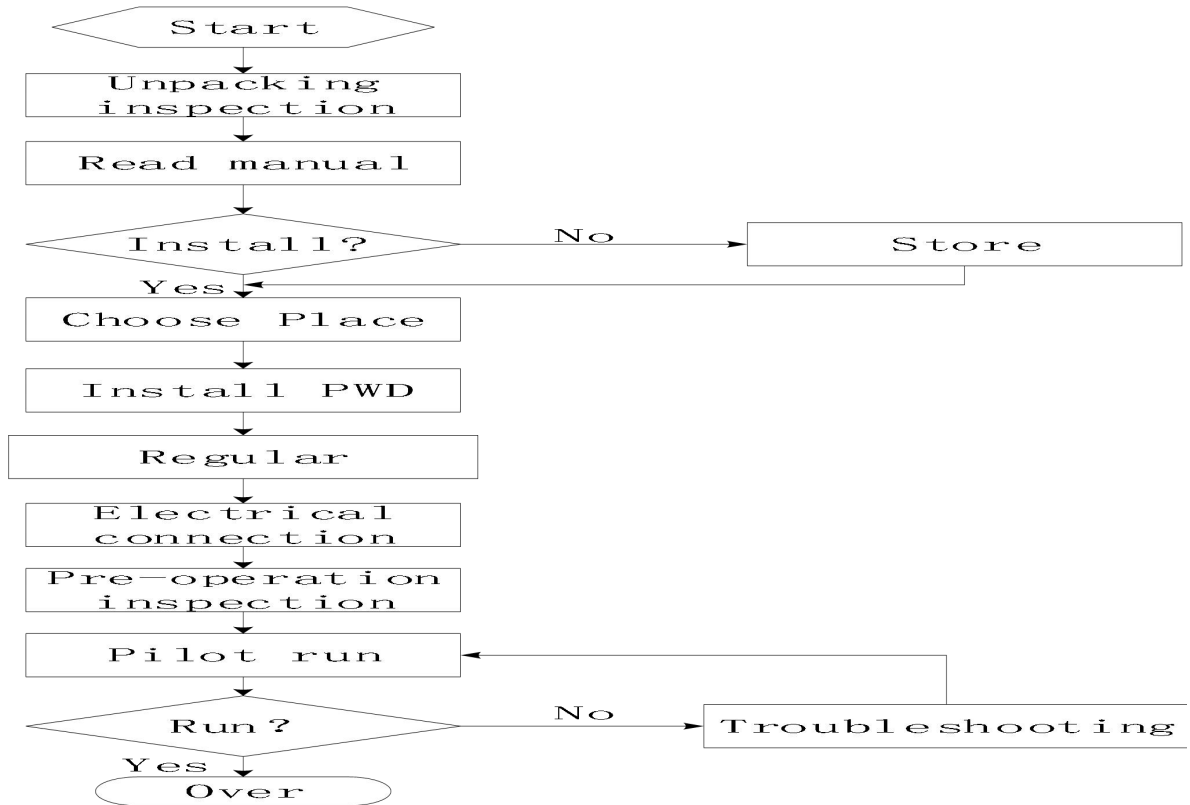 Start
Unpacking
inspection
Read manual
Install?
No
Store
Yes
Choose Place
Install PWD
Regular
Electrical
connection
Pre-operation
inspection
Pilot run
Run?
No
Troubleshooting
Yes
Over